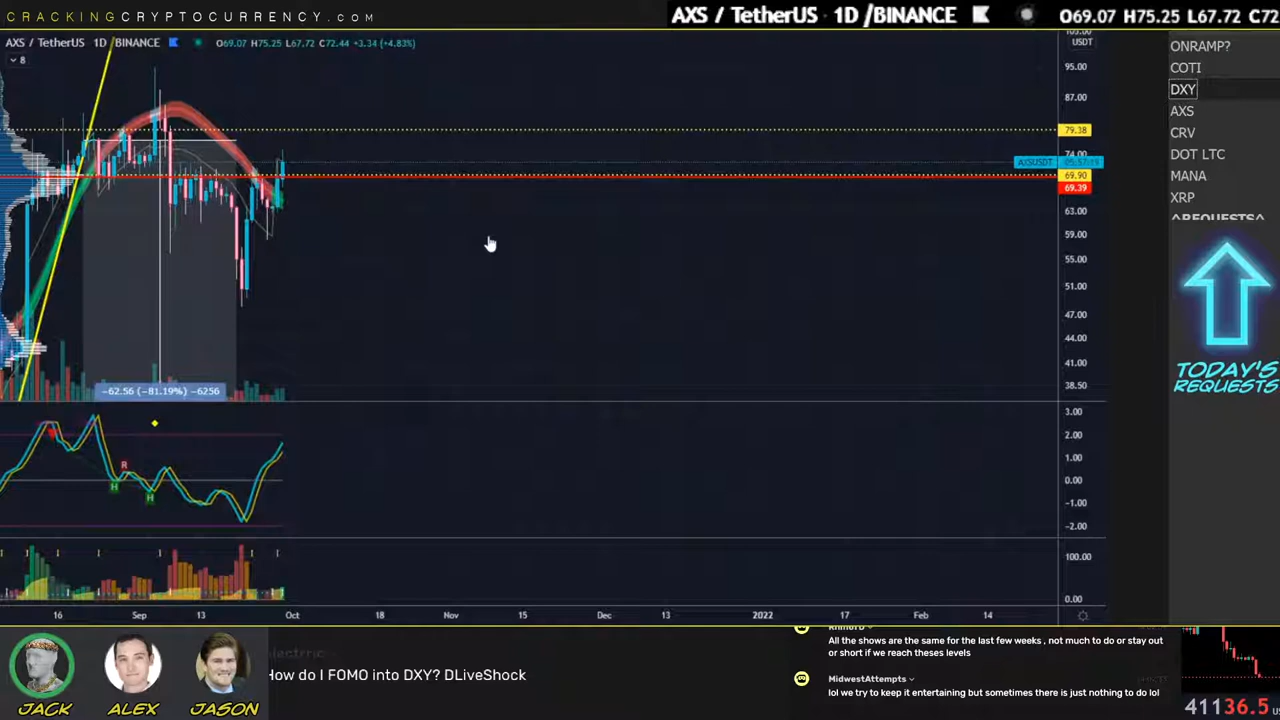 CRACKINGCRYPTOCURRENCY.com
AXS / TetherUS · 1D /BINANCE O69.07 H75.25 L67.72 C72
AXS / TetherUS 1D /BINANCE O69.07 H75.25 L67.72 C72.44 +3.34 (+4.83%)
8
105.00
USDT
95.00
87.00
79.38
74.00
AXSUSDT
69.90
69.39
63.00
59.00
55.00
51.00
47.00
44.00
41.00
38.50
−62.56 (−81.19%) −6256
3.00
2.00
1.00
0.00
−1.00
−2.00
R
H
H
100.00
0.00
16
Sep
13
Oct
18
Nov
15
Dec
13
2022
17
Feb
14
ONRAMP?
COTI
DXY
AXS
CRV
DOT LTC
MANA
XRP
^REQUESTS^
TODAY'S
REQUESTS
JACK
ALEX
JASON
How do I FOMO into DXY? DLiveShock
All the shows are the same for the last few weeks , not much to do or stay out
or short if we reach theses levels
MidwestAttempts
lol we try to keep it entertaining but sometimes there is just nothing to do lol
41136.5